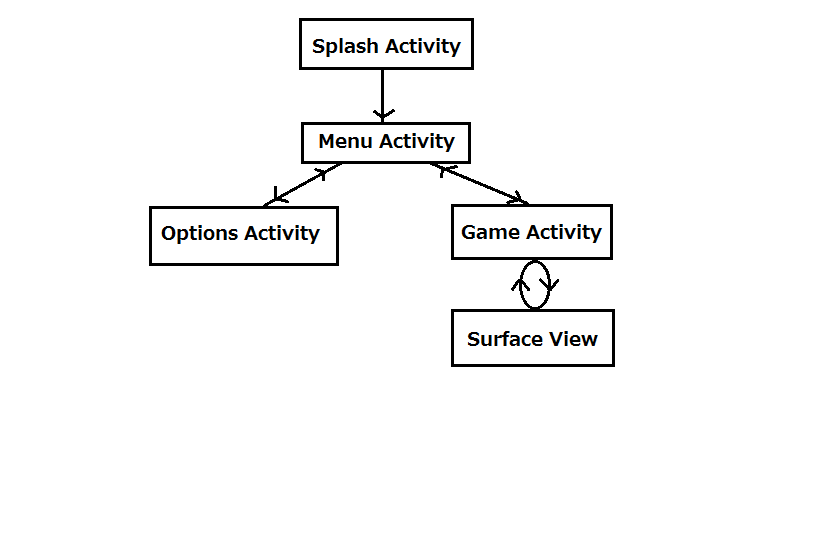 Splash Activity
Menu Activity
Options Activity
Game Activity
Surface View